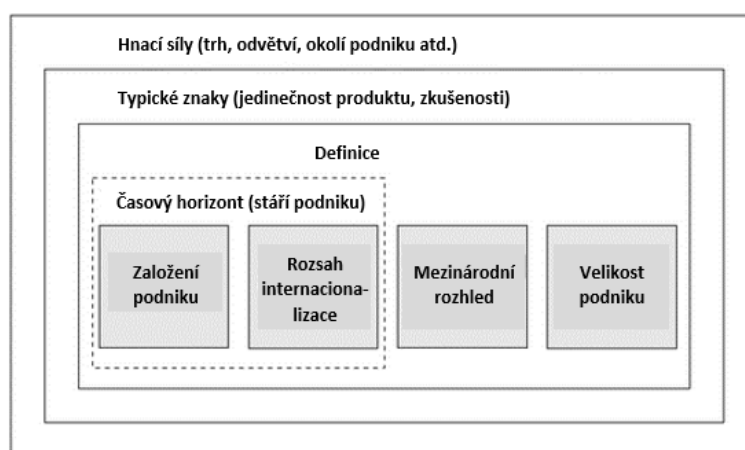 Hnací síly (trh, odvětví, okolí podniku atd.)
Typické znaky (jedinečnost produktu, zkušenosti)
Definice
Časový horizont (stáří podniku)
Založení
podniku
Rozsah
internaciona-
lizace
Mezinárodní
rozhled
Velikost
podniku